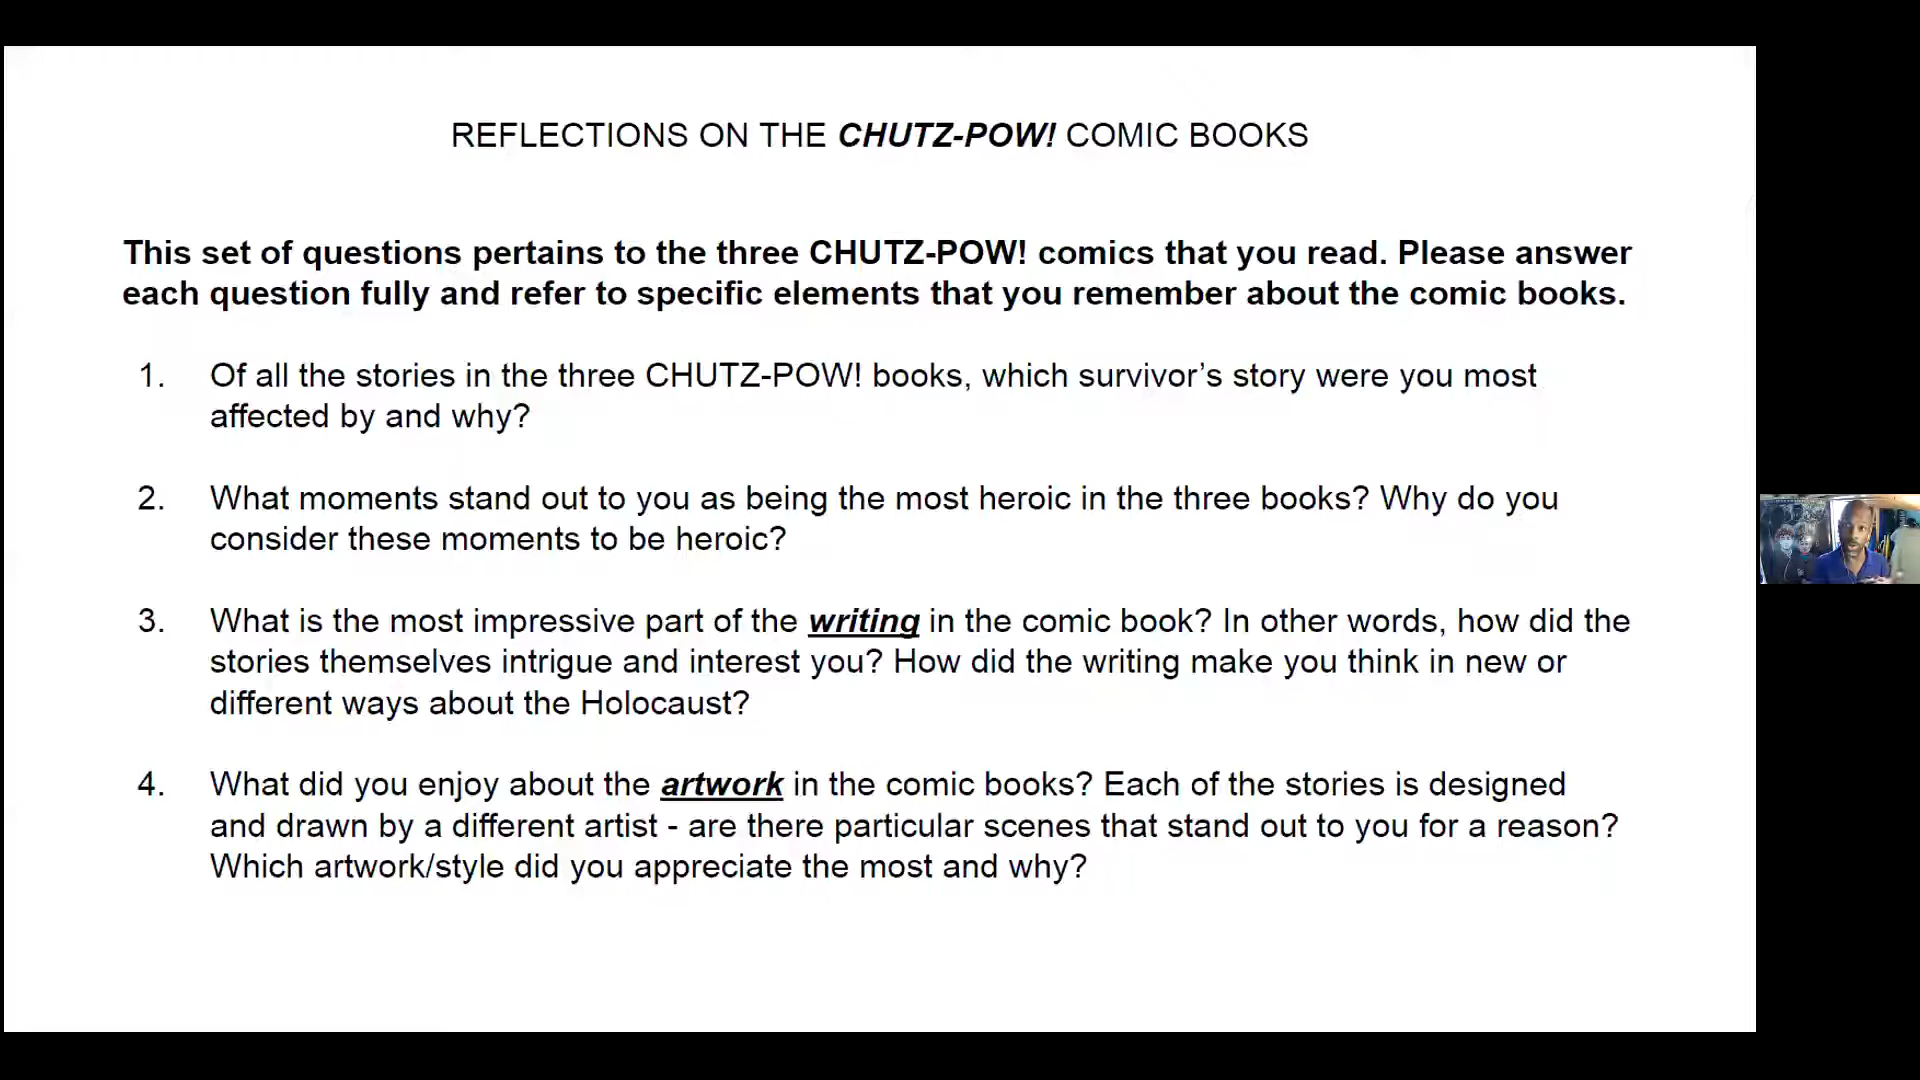 REFLECTIONS ON THE CHUTZ-POW! COMIC BOOKS
This set of questions pertains to the three CHUTZ-POW! comics that you read. Please answer
each question fully and refer to specific elements that you remember about the comic books.
1. Of all the stories in the three CHUTZ-POW! books, which survivor’s story were you most
affected by and why?
2. What moments stand out to you as being the most heroic in the three books? Why do you
consider these moments to be heroic?
3. What is the most impressive part of the writing in the comic book? In other words, how did the
stories themselves intrigue and interest you? How did the writing make you think in new or
different ways about the Holocaust?
4. What did you enjoy about the artwork in the comic books? Each of the stories is designed
and drawn by a different artist - are there particular scenes that stand out to you for a reason?
Which artwork/style did you appreciate the most and why?